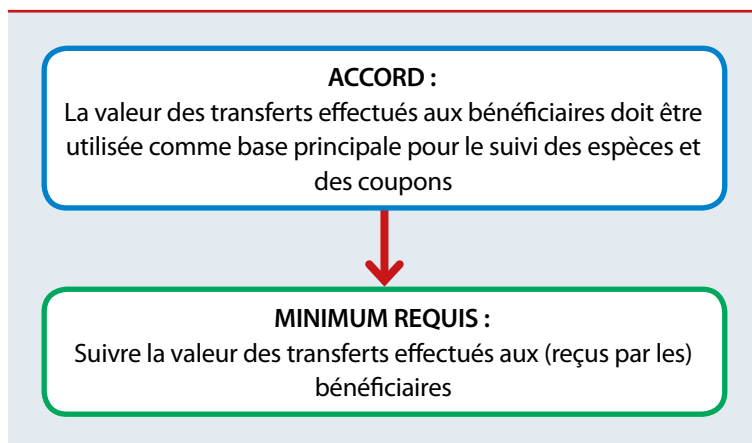 ACCORD :
La valeur des transferts effectués aux bénéficiaires doit être
utilisée comme base principale pour le suivi des espèces et
des coupons
MINIMUM REQUIS :
Suivre la valeur des transferts effectués aux (reçus par les)
bénéficiaires